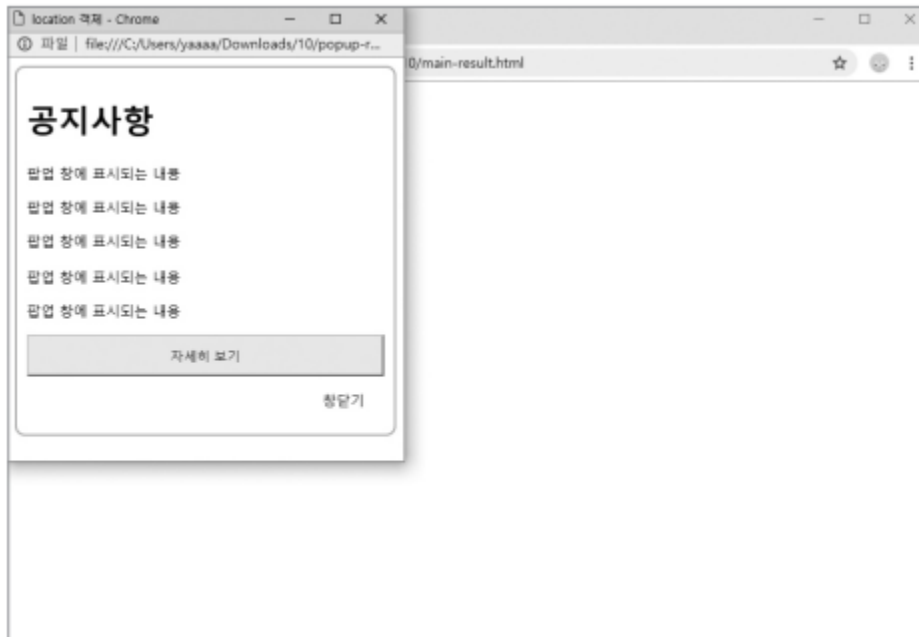 location 객체 - Chrome
파일 | file:///C:/Users/yaaaa/Downloads/10/popup-r...
0/main-result.html
공지사항
팝업 창에 표시되는 내용
팝업 창에 표시되는 내용
팝업 창에 표시되는 내용
팝업 창에 표시되는 내용
팝업 창에 표시되는 내용
자세히 보기
창닫기